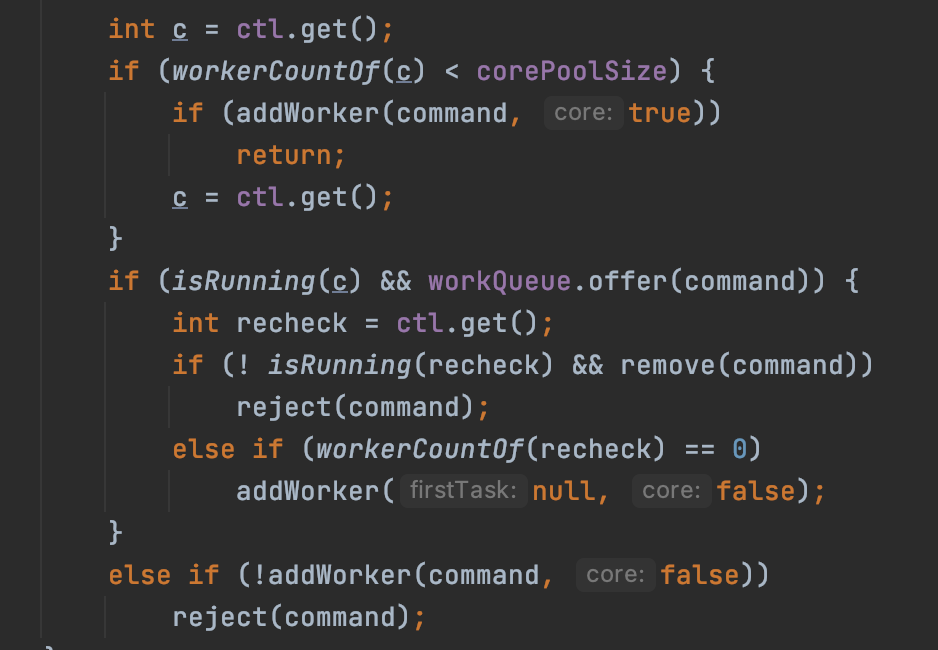 int c = ctl.get();
if (workerCountOf(c) < corePoolSize) {
if (addWorker(command, core: true))
return;
c = ctl.get();
}
if (isRunning(c) && workQueue.offer(command)) {
int recheck = ctl.get();
if (! isRunning(recheck) && remove(command))
reject(command);
else if (workerCountOf(recheck) == 0)
addWorker( firstTask: null, core: false);
}
else if (!addWorker(command, core: false))
reject(command);